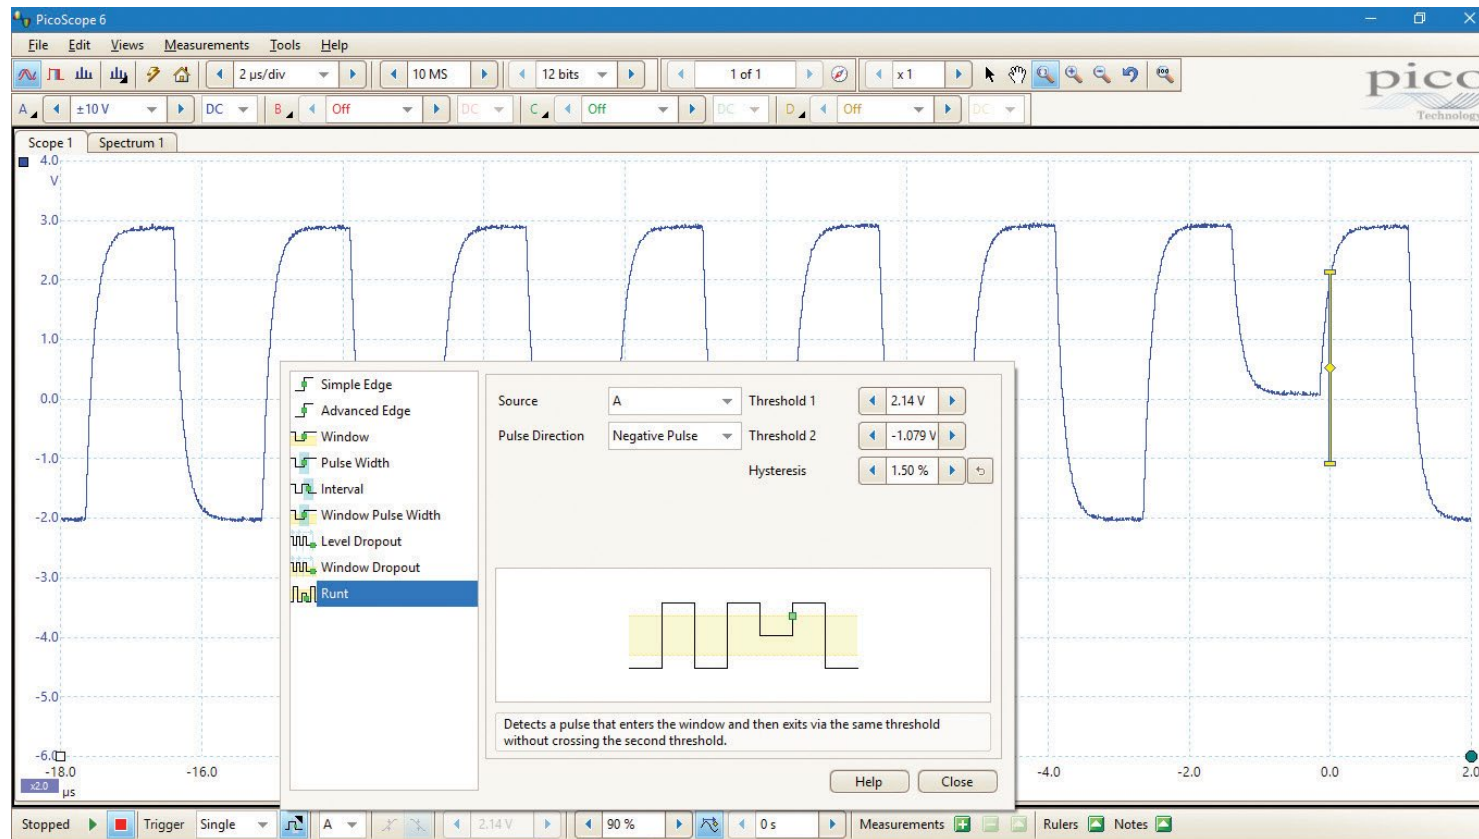 PicoScope 6
File Edit Views Measurements Tools Help
2 µs/div 10 MS 12 bits 1 of 1 x 1
pico
Technology
A ±10 V DC B Off DC C Off DC D Off DC
Scope 1 Spectrum 1
4.0
V
3.0
2.0
1.0
0.0
-1.0
-2.0
-3.0
-4.0
-5.0
-6.0
Simple Edge
Advanced Edge
Window
Pulse Width
Interval
Window Pulse Width
Level Dropout
Window Dropout
Runt
Source A Threshold 1 2.14 V
Pulse Direction Negative Pulse Threshold 2 -1.079 V
Hysteresis 1.50 %
Detects a pulse that enters the window and then exits via the same threshold
without crossing the second threshold.
Help Close
-18.0 -16.0 -4.0 -2.0 0.0 2.0
x2.0 µs
Stopped Trigger Single A 2.14 V 90 % 0 s Measurements Rulers Notes